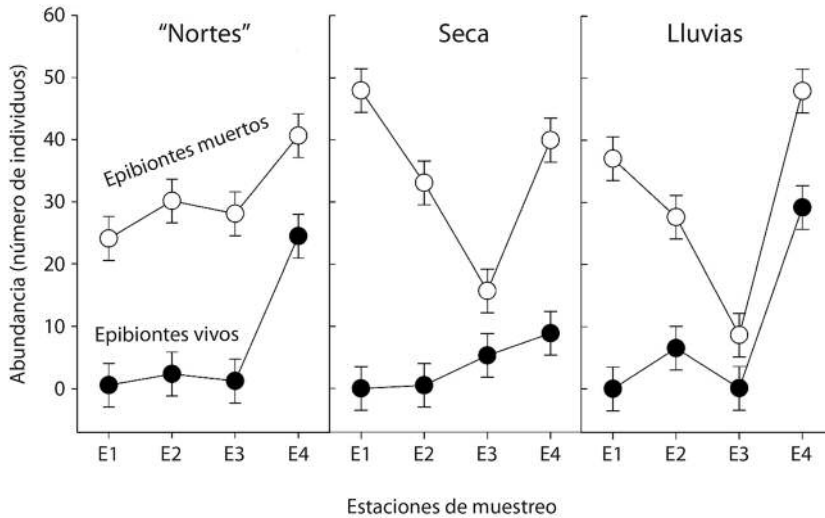 “Nortes”
Seca
Lluvias
Abundancia (número de individuos)
60
50
40
30
20
10
0
Epibiontes muertos
Epibiontes vivos
E1 E2 E3 E4
E1 E2 E3 E4
E1 E2 E3 E4
Estaciones de muestreo